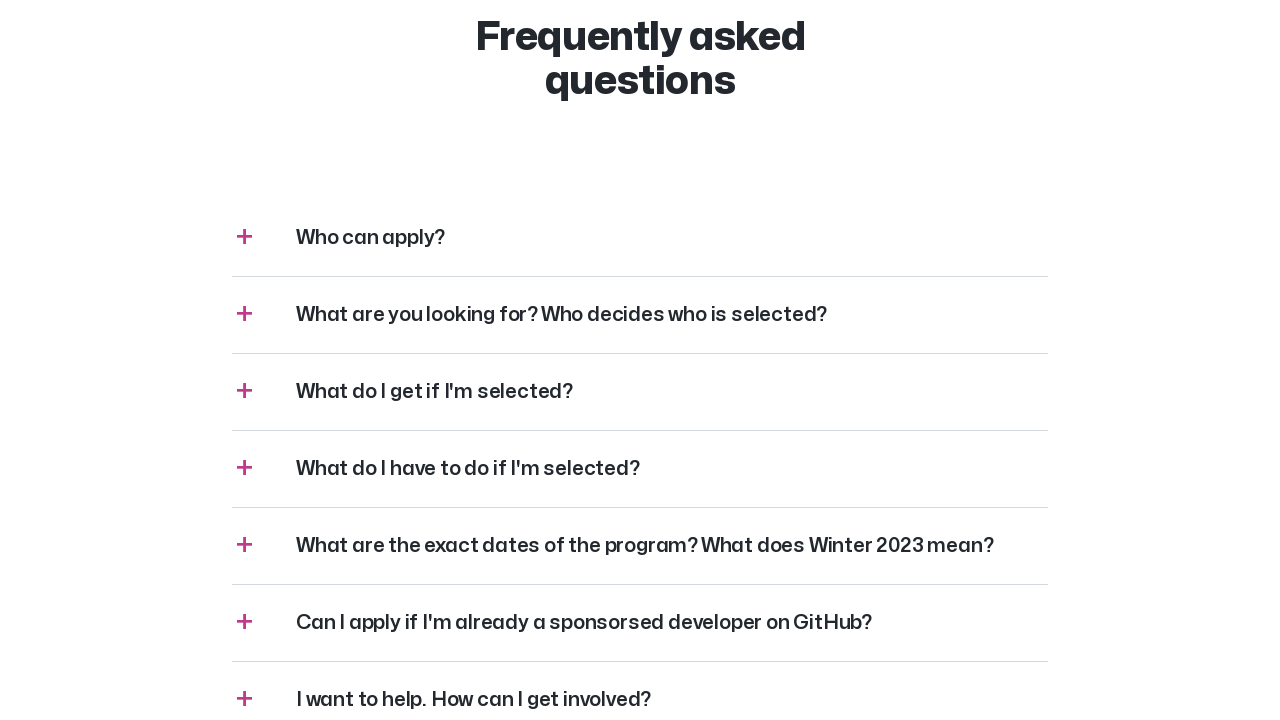 Frequently asked
questions
Who can apply?
What are you looking for? Who decides who is selected?
What do I get if I'm selected?
What do I have to do if I'm selected?
What are the exact dates of the program? What does Winter 2023 mean?
Can I apply if I'm already a sponsorsed developer on GitHub?
I want to help. How can I get involved?